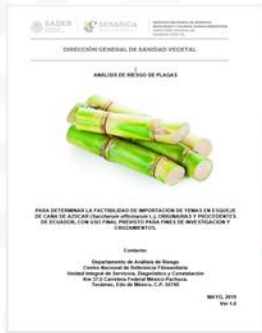 SADER
SENASICA
DIRECCIÓN GENERAL DE SANIDAD VEGETAL
ANÁLISIS DE RIESGO DE PLAGAS
PARA DETERMINAR LA FACTIBILIDAD DE IMPORTACIÓN DE YEMAS EN ESQUEJE
DE CAÑA DE AZÚCAR (Saccharum officinarum L.), ORIGINARIAS Y PROCEDENTES
DE ECUADOR, CON USO FINAL PREVISTO PARA FINES DE INVESTIGACIÓN Y
CRUZAMIENTOS.
Contacto:
Departamento de Análisis de Riesgo
Centro Nacional de Referencia Fitosanitaria
Unidad Integral de Servicios, Diagnóstico y Constatación
Km 37.5 Carretera Federal México-Pachuca.
Tecámac, Edo de México. C.P. 55740
MAYO, 2019
Ver 1.0